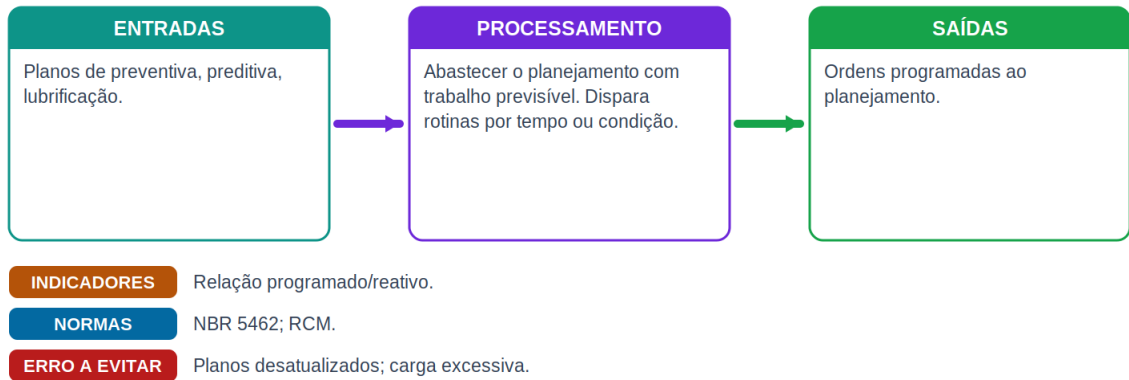 ENTRADAS
Planos de preventiva, preditiva,
lubrificação.
PROCESSAMENTO
Abastecer o planejamento com
trabalho previsível. Dispara
rotinas por tempo ou condição.
SAÍDAS
Ordens programadas ao
planejamento.
INDICADORES Relação programado/reativo.
NORMAS NBR 5462; RCM.
ERRO A EVITAR Planos desatualizados; carga excessiva.